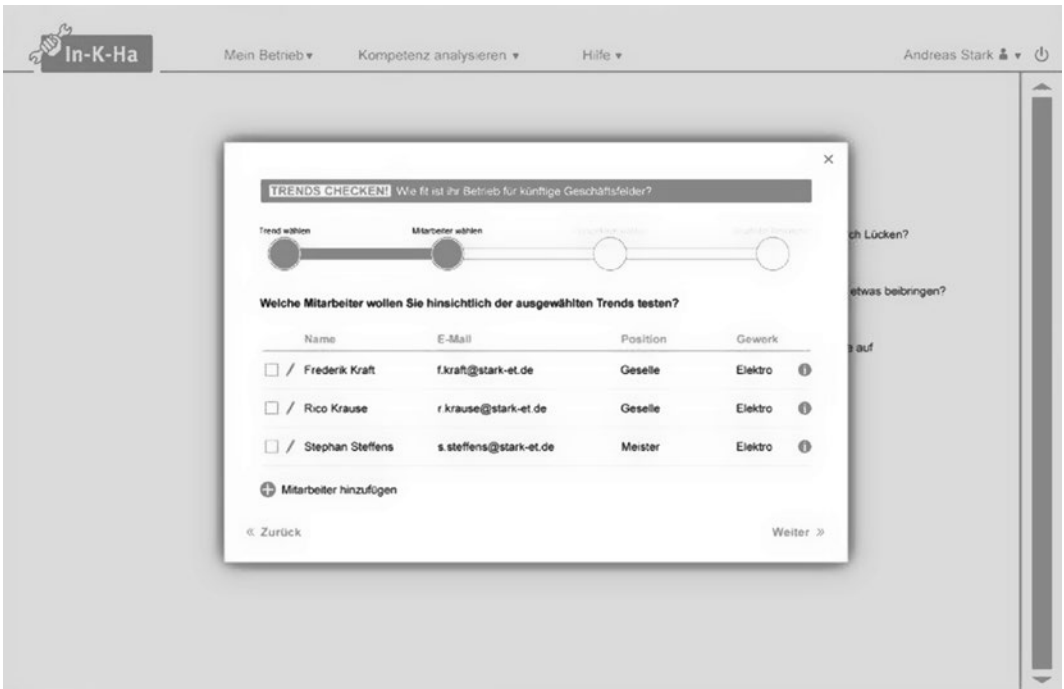 In-K-Ha
Mein Betrieb Kompetenz analysieren Hilfe Andreas Stark
TRENDS CHECKEN! Wie fit ist ihr Betrieb für künftige Geschäftsfelder?
Trend wählen Mitarbeiter wählen
ch Lücken?
etwas beibringen?
Welche Mitarbeiter wollen Sie hinsichtlich der ausgewählten Trends testen?
Name E-Mail Position Gewerk
e auf
Frederik Kraft f.kraft@stark-et.de Geselle Elektro
Rico Krause r.krause@stark-et.de Geselle Elektro
Stephan Steffens s.steffens@stark-et.de Meister Elektro
Mitarbeiter hinzufügen
« Zurück Weiter »